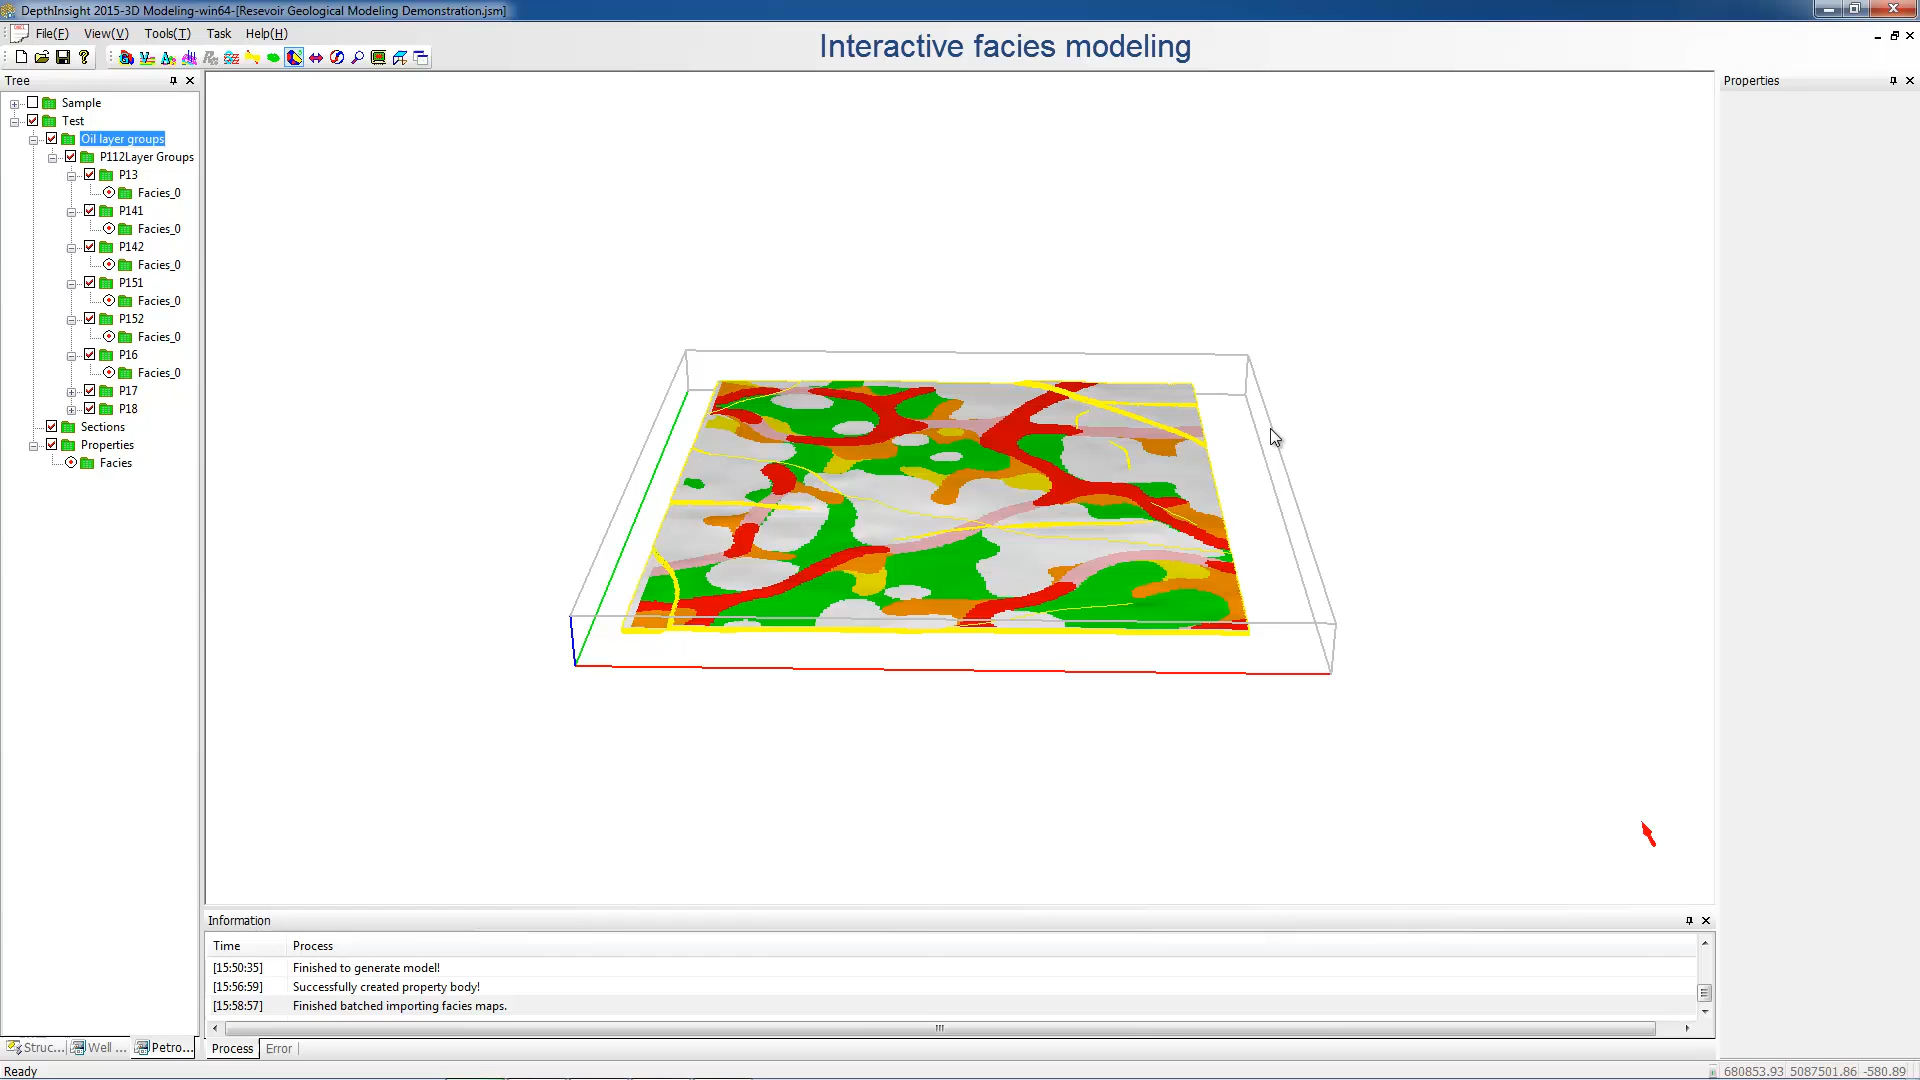 DepthInsight 2015-3D Modeling-win64-[Resevoir Geological Modeling Demonstration.jsm]
File(F) View(V) Tools(T) Task Help(H)
Interactive facies modeling
Tree
Properties
Sample
Test
Oil layer groups
P112Layer Groups
P13
Facies_0
P141
Facies_0
P142
Facies_0
P151
Facies_0
P152
Facies_0
P16
Facies_0
P17
P18
Sections
Properties
Facies
Information
Time Process
[15:50:35] Finished to generate model!
[15:56:59] Successfully created property body!
[15:58:57] Finished batched importing facies maps.
Struc... Well ... Petro...
Process Error
Ready
680853.93 5087501.86 -580.89